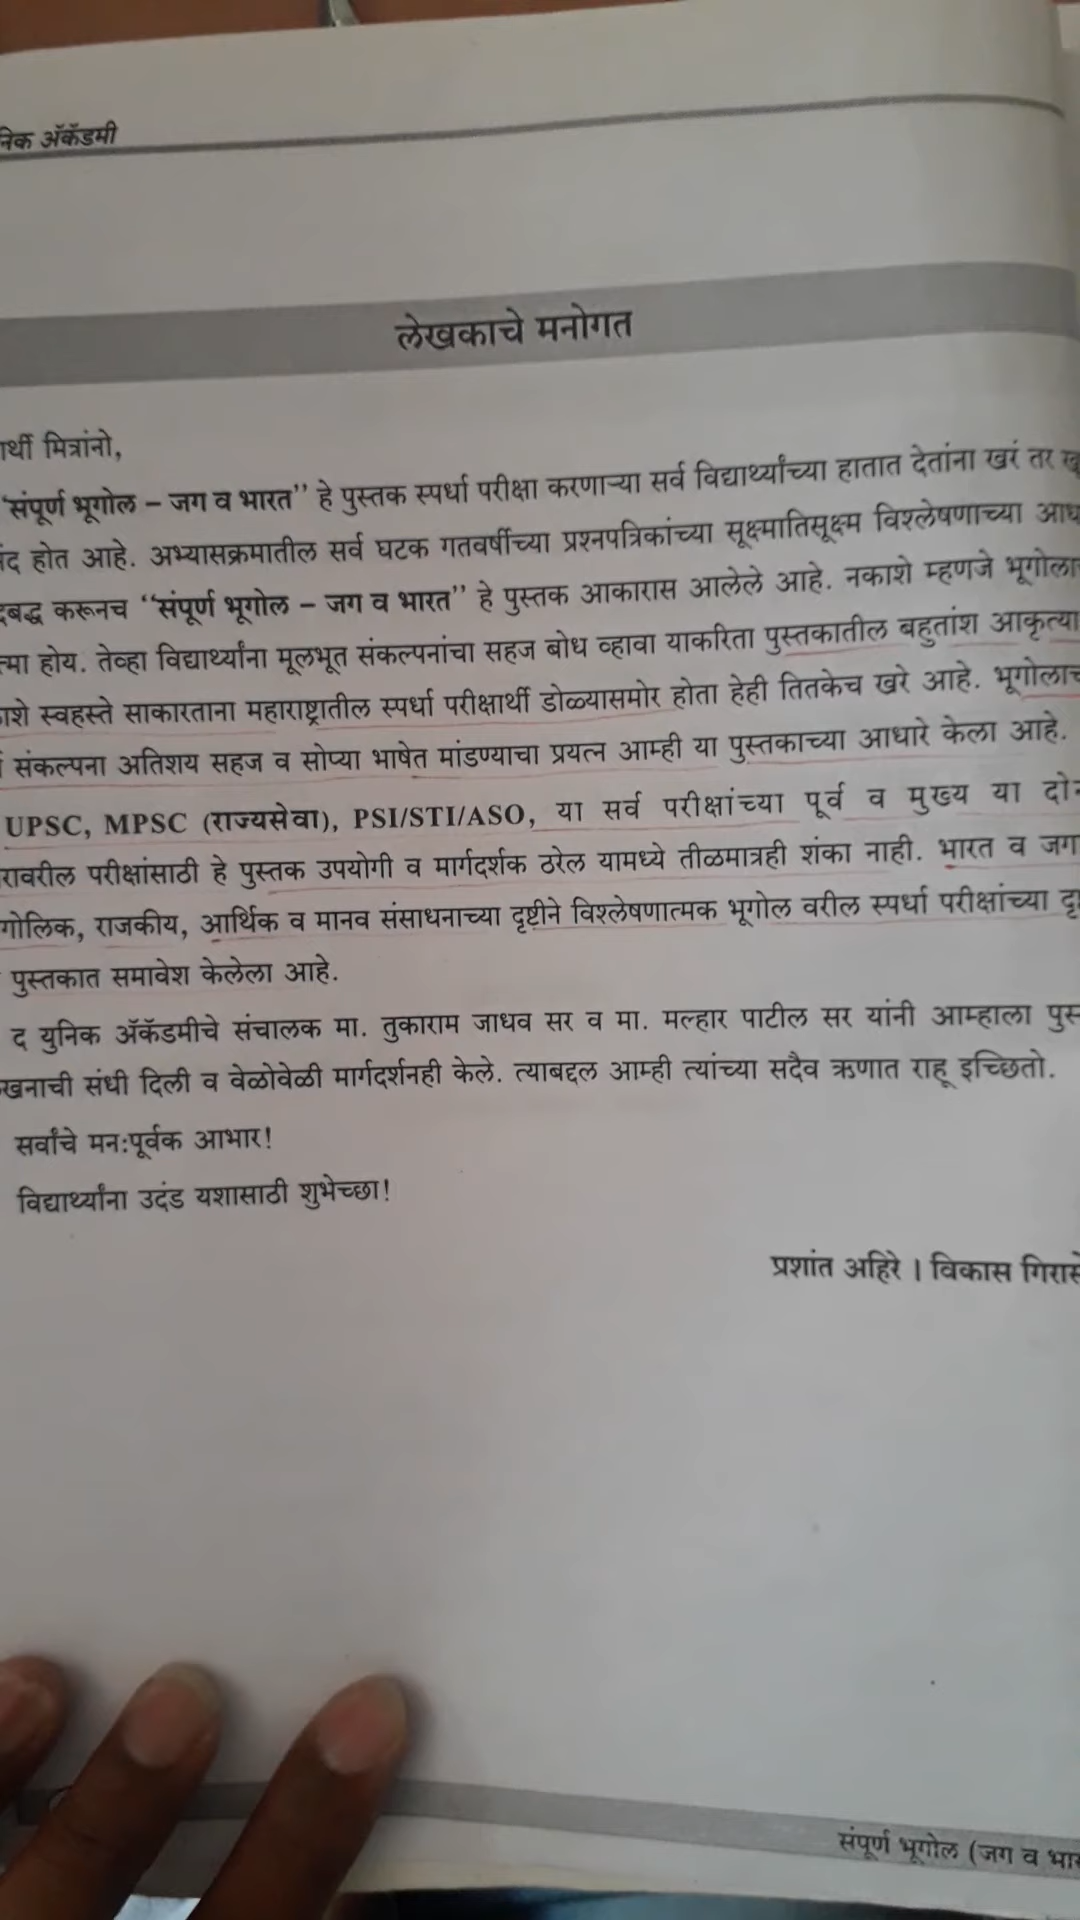 ॲकॅडमी
लेखकाचे मनोगत
मित्रांनो,
“संपूर्ण भूगोल – जग व भारत” हे पुस्तक स्पर्धा परीक्षा करणाऱ्या सर्व विद्यार्थ्यांच्या हातात देतांना खरं तर
होत आहे. अभ्यासक्रमातील सर्व घटक गतवर्षीच्या प्रश्नपत्रिकांच्या सूक्ष्मातिसूक्ष्म विश्लेषणाच्या
करूनच “संपूर्ण भूगोल – जग व भारत” हे पुस्तक आकारास आलेले आहे. नकाशे म्हणजे
होय. तेव्हा विद्यार्थ्यांना मूलभूत संकल्पनांचा सहज बोध व्हावा याकरिता पुस्तकातील बहुतांश आकृत्या
स्वहस्ते साकारताना महाराष्ट्रातील स्पर्धा परीक्षार्थी डोळ्यासमोर होता हेही तितकेच खरे आहे.
संकल्पना अतिशय सहज व सोप्या भाषेत मांडण्याचा प्रयत्न आम्ही या पुस्तकाच्या आधारे केला आहे.
UPSC, MPSC (राज्यसेवा), PSI/STI/ASO, या सर्व परीक्षांच्या पूर्व व मुख्य या
परीक्षांसाठी हे पुस्तक उपयोगी व मार्गदर्शक ठरेल यामध्ये तीळमात्रही शंका नाही. भारत व
राजकीय, आर्थिक व मानव संसाधनाच्या दृष्टीने विश्लेषणात्मक भूगोल वरील स्पर्धा परीक्षांच्या
पुस्तकात समावेश केलेला आहे.
द युनिक ॲकॅडमीचे संचालक मा. तुकाराम जाधव सर व मा. मल्हार पाटील सर यांनी आम्हाला
संधी दिली व वेळोवेळी मार्गदर्शनही केले. त्याबद्दल आम्ही त्यांच्या सदैव ऋणात राहू इच्छितो.
सर्वांचे मन:पूर्वक आभार!
विद्यार्थ्यांना उदंड यशासाठी शुभेच्छा!
प्रशांत अहिरे । विकास
संपूर्ण भूगोल (जग व